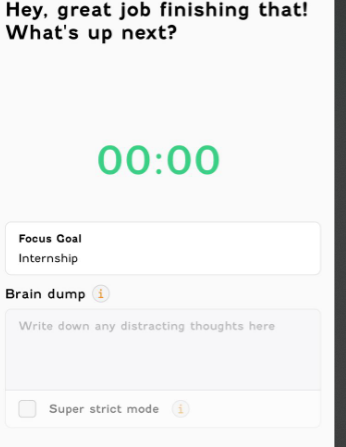 Hey, great job finishing that!
What's up next?
00:00
Focus Goal
Internship
Brain dump i
Write down any distracting thoughts here
Super strict mode i